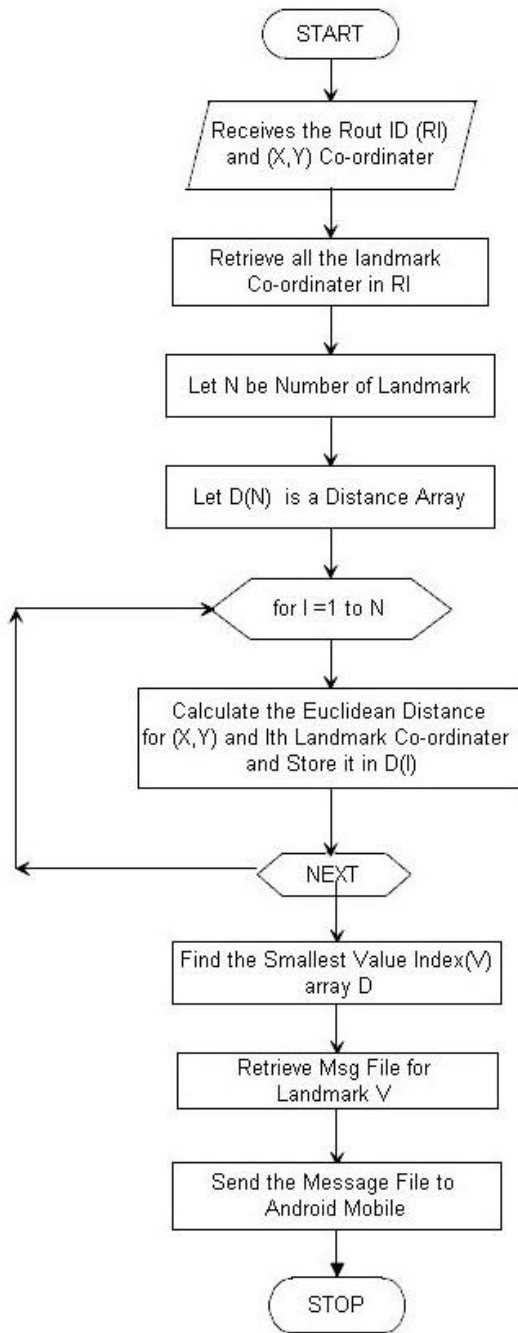 START
Receives the Rout ID (RI)
and (X,Y) Co-ordinater
Retrieve all the landmark
Co-ordinater in RI
Let N be Number of Landmark
Let D(N) is a Distance Array
for I =1 to N
Calculate the Euclidean Distance
for (X,Y) and Ith Landmark Co-ordinater
and Store it in D(I)
NEXT
Find the Smallest Value Index(V)
array D
Retrieve Msg File for
Landmark V
Send the Message File to
Android Mobile
STOP